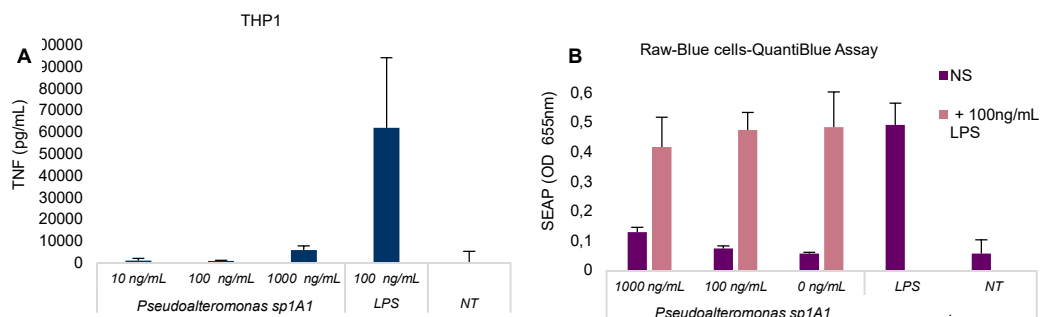 THP1
A
TNF (pg/mL)
00000
90000
80000
70000
60000
50000
40000
30000
20000
10000
0
10 ng/mL 100 ng/mL 1000 ng/mL 100 ng/mL
Pseudoalteromonas sp1A1 LPS NT
B
Raw-Blue cells-QuantiBlue Assay
NS
+ 100ng/mL
LPS
SEAP (OD 655nm)
0,6
0,5
0,4
0,3
0,2
0,1
0
1000 ng/mL 100 ng/mL 0 ng/mL LPS NT
Pseudoalteromonas sp1A1